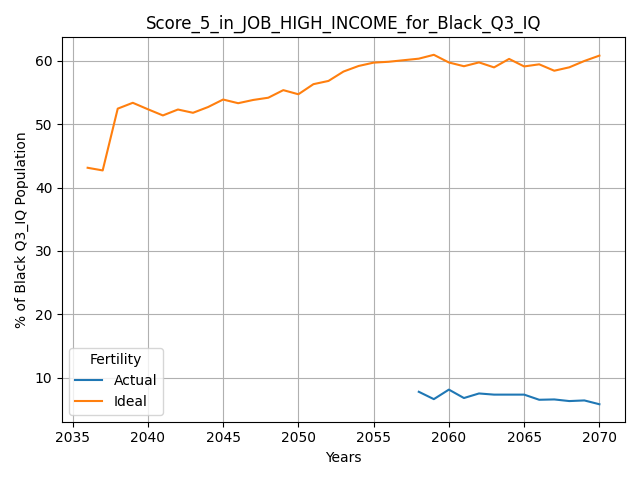 Score_5_in_JOB_HIGH_INCOME_for_Black_Q3_IQ
% of Black Q3_IQ Population
60
50
40
30
20
10
Fertility
Actual
Ideal
2035 2040 2045 2050 2055 2060 2065 2070
Years